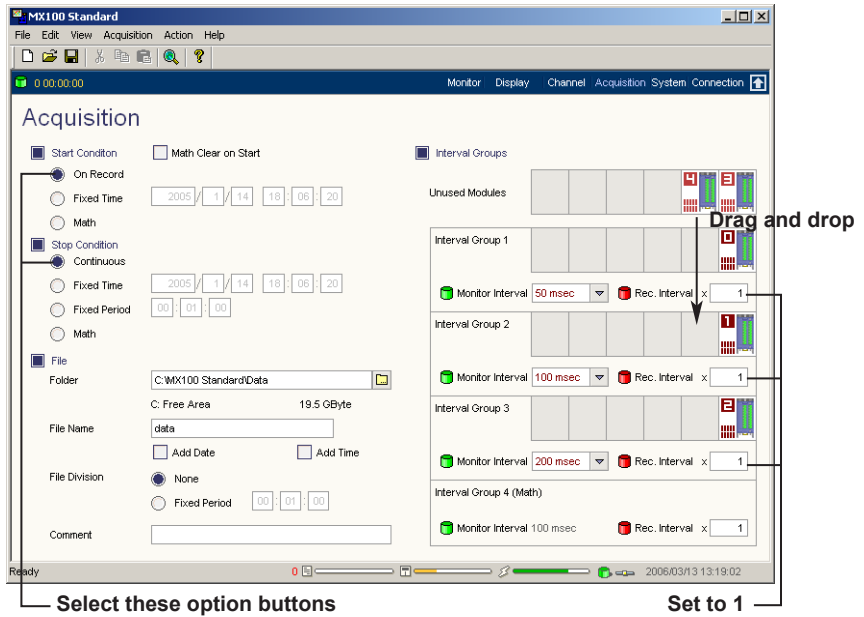 MX100 Standard
File Edit View Acquisition Action Help
0 00:00:00
Monitor Display Channel Acquisition System Connection
Acquisition
Start Conditon
Math Clear on Start
On Record
Fixed Time 2005 / 1 / 14 18 : 06 : 20
Math
Stop Condition
Continuous
Fixed Time 2005 / 1 / 14 18 : 06 : 20
Fixed Period 00 : 01 : 00
Math
File
Folder C:\MX100 Standard\Data
C: Free Area 19.5 GByte
File Name data
Add Date Add Time
File Division None
Fixed Period 00 : 01 : 00
Comment
Interval Groups
Unused Modules 4 3
Drag and drop
Interval Group 1 0
Monitor Interval 50 msec Rec. Interval x 1
Interval Group 2 1
Monitor Interval 100 msec Rec. Interval x 1
Interval Group 3 2
Monitor Interval 200 msec Rec. Interval x 1
Interval Group 4 (Math)
Monitor Interval 100 msec Rec. Interval x 1
Ready 0 2006/03/13 13:19:02
Select these option buttons
Set to 1